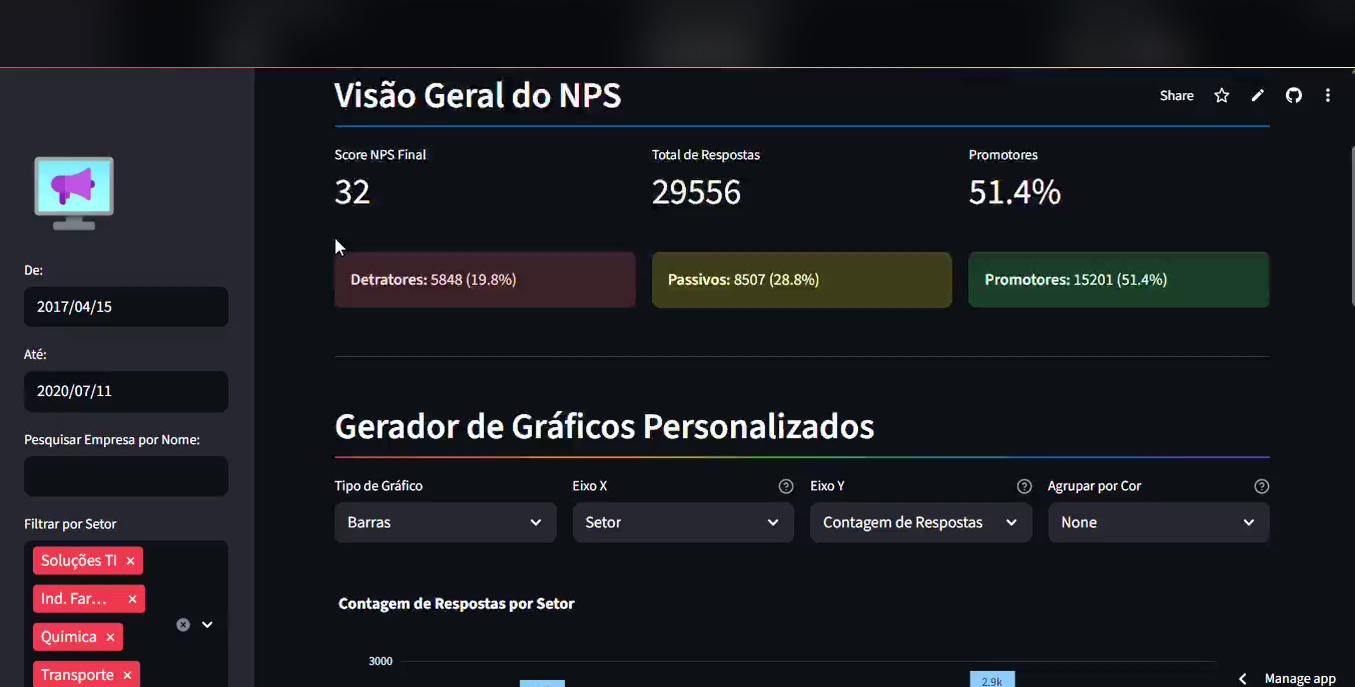 Visão Geral do NPS
Share
Score NPS Final
Total de Respostas
Promotores
32
29556
51.4%
Detratores: 5848 (19.8%)
Passivos: 8507 (28.8%)
Promotores: 15201 (51.4%)
De:
2017/04/15
Até:
2020/07/11
Pesquisar Empresa por Nome:
Filtrar por Setor
Soluções TI ×
Ind. Far... ×
Química ×
Transporte ×
Gerador de Gráficos Personalizados
Tipo de Gráfico
Eixo X
Eixo Y
Agrupar por Cor
Barras
Setor
Contagem de Respostas
None
Contagem de Respostas por Setor
3000
2.9k
Manage app